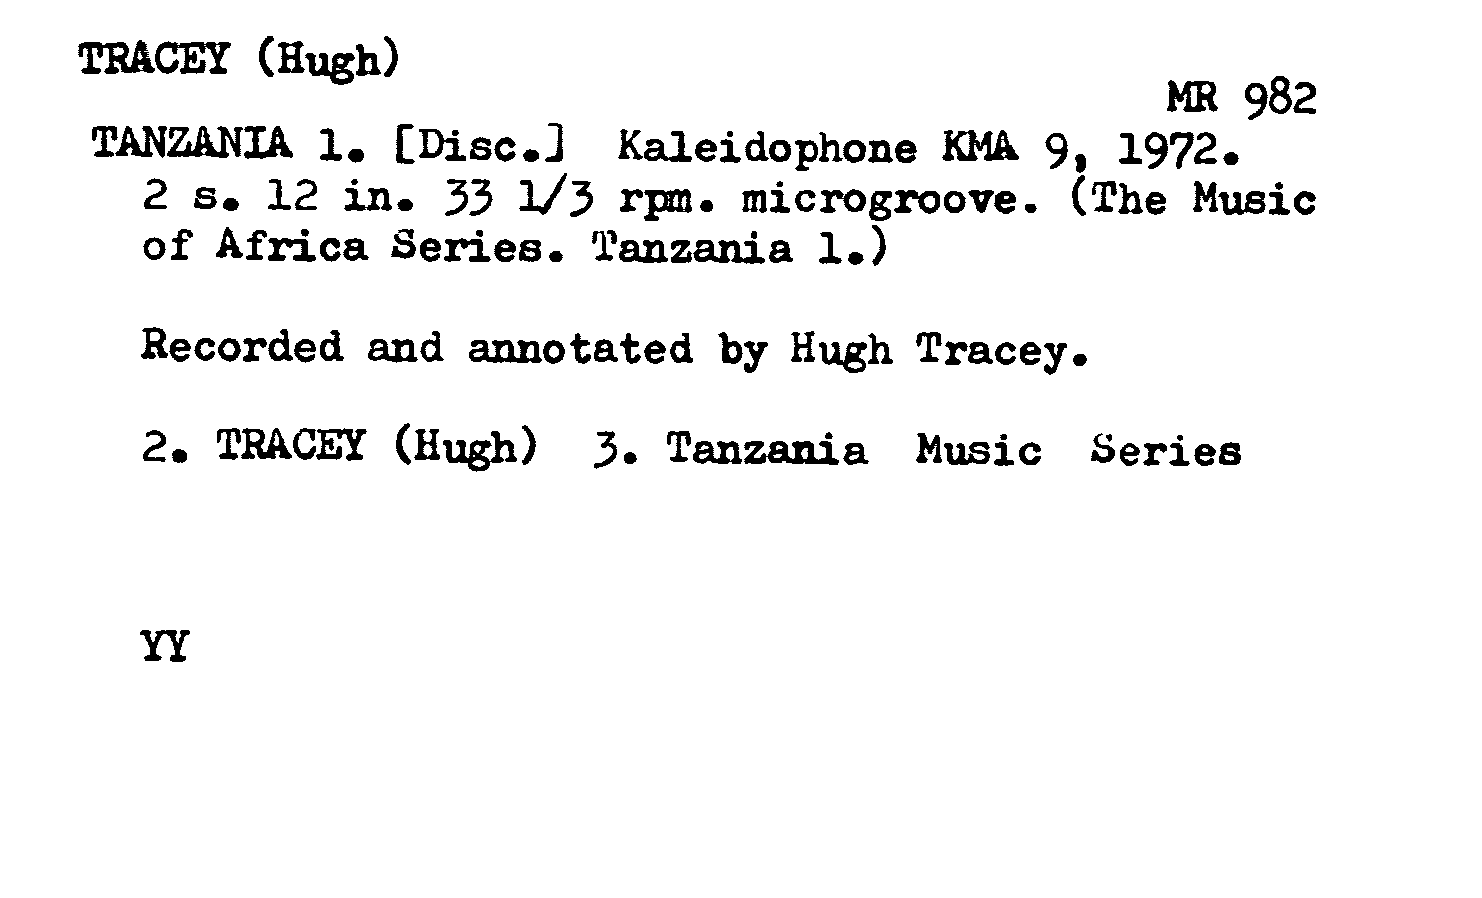 TRACEY (Hugh)
MR 982
TANZANIA 1. [Disc.] Kaleidophone KMA 9, 1972.
2 s. 12 in. 33 1/3 rpm. microgroove. (The Music
of Africa Series. Tanzania 1.)
Recorded and annotated by Hugh Tracey.
2. TRACEY (Hugh) 3. Tanzania Music Series
YY